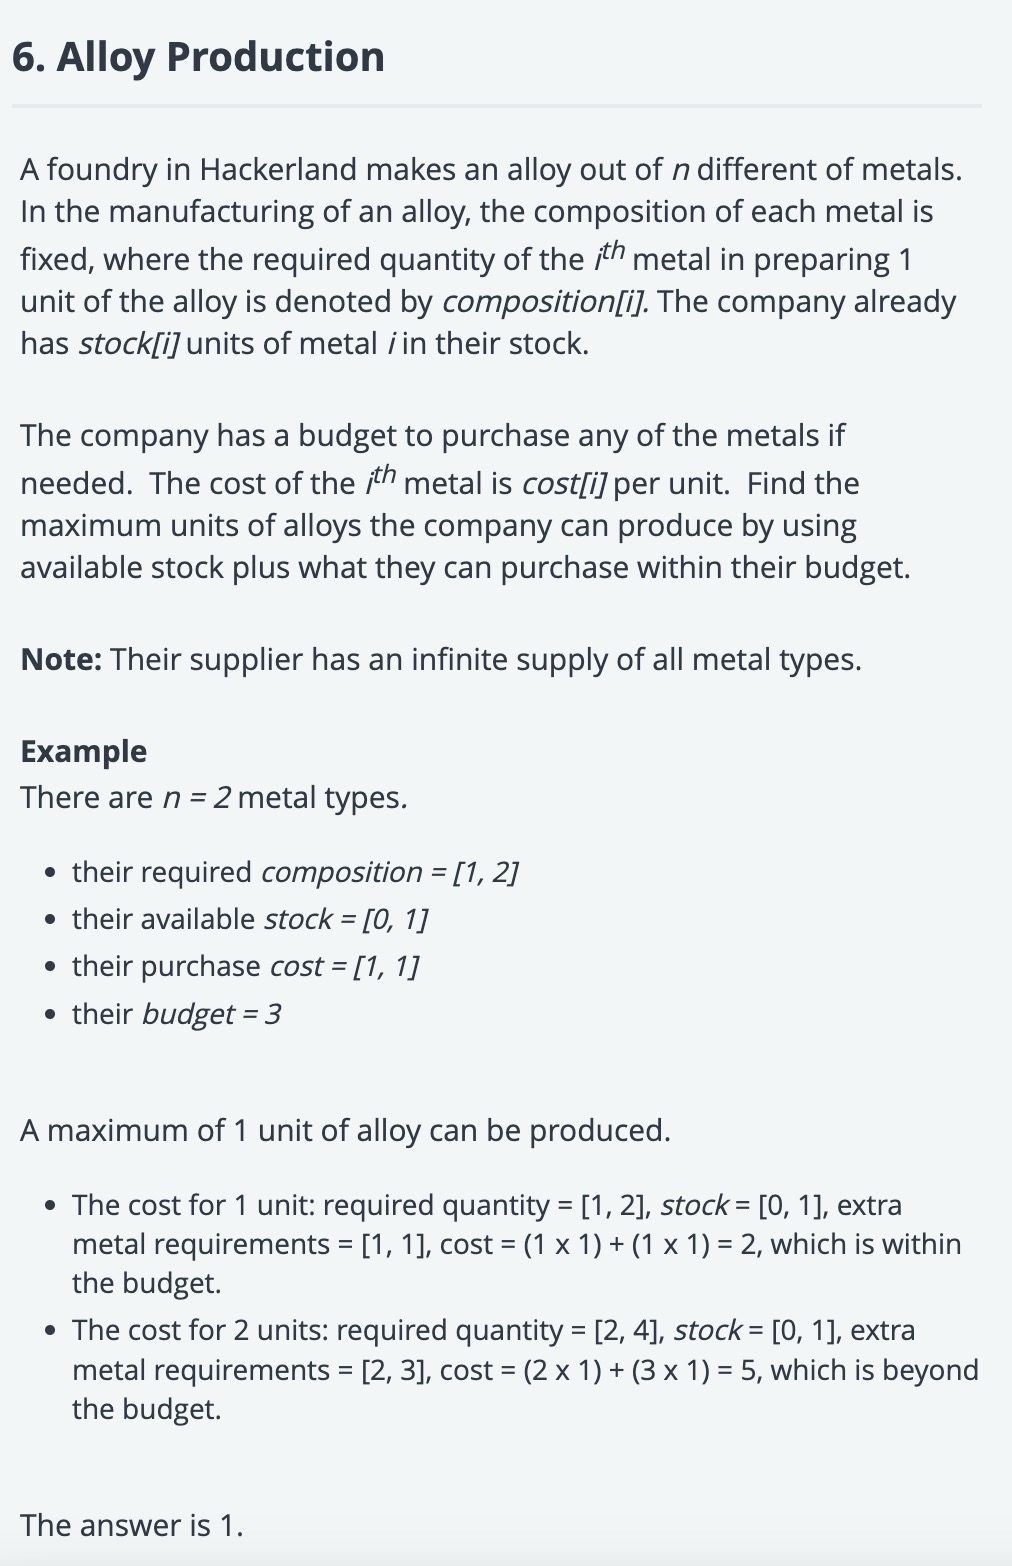 6. Alloy Production
A foundry in Hackerland makes an alloy out of n different of metals.
In the manufacturing of an alloy, the composition of each metal is
fixed, where the required quantity of the ith metal in preparing 1
unit of the alloy is denoted by composition[i]. The company already
has stock[i] units of metal i in their stock.
The company has a budget to purchase any of the metals if
needed. The cost of the ith metal is cost[i] per unit. Find the
maximum units of alloys the company can produce by using
available stock plus what they can purchase within their budget.
Note: Their supplier has an infinite supply of all metal types.
Example
There are n = 2 metal types.
• their required composition = [1, 2]
• their available stock = [0, 1]
• their purchase cost = [1, 1]
• their budget = 3
A maximum of 1 unit of alloy can be produced.
• The cost for 1 unit: required quantity = [1, 2], stock = [0, 1], extra
metal requirements = [1, 1], cost = (1 x 1) + (1 x 1) = 2, which is within
the budget.
• The cost for 2 units: required quantity = [2, 4], stock = [0, 1], extra
metal requirements = [2, 3], cost = (2 x 1) + (3 x 1) = 5, which is beyond
the budget.
The answer is 1.